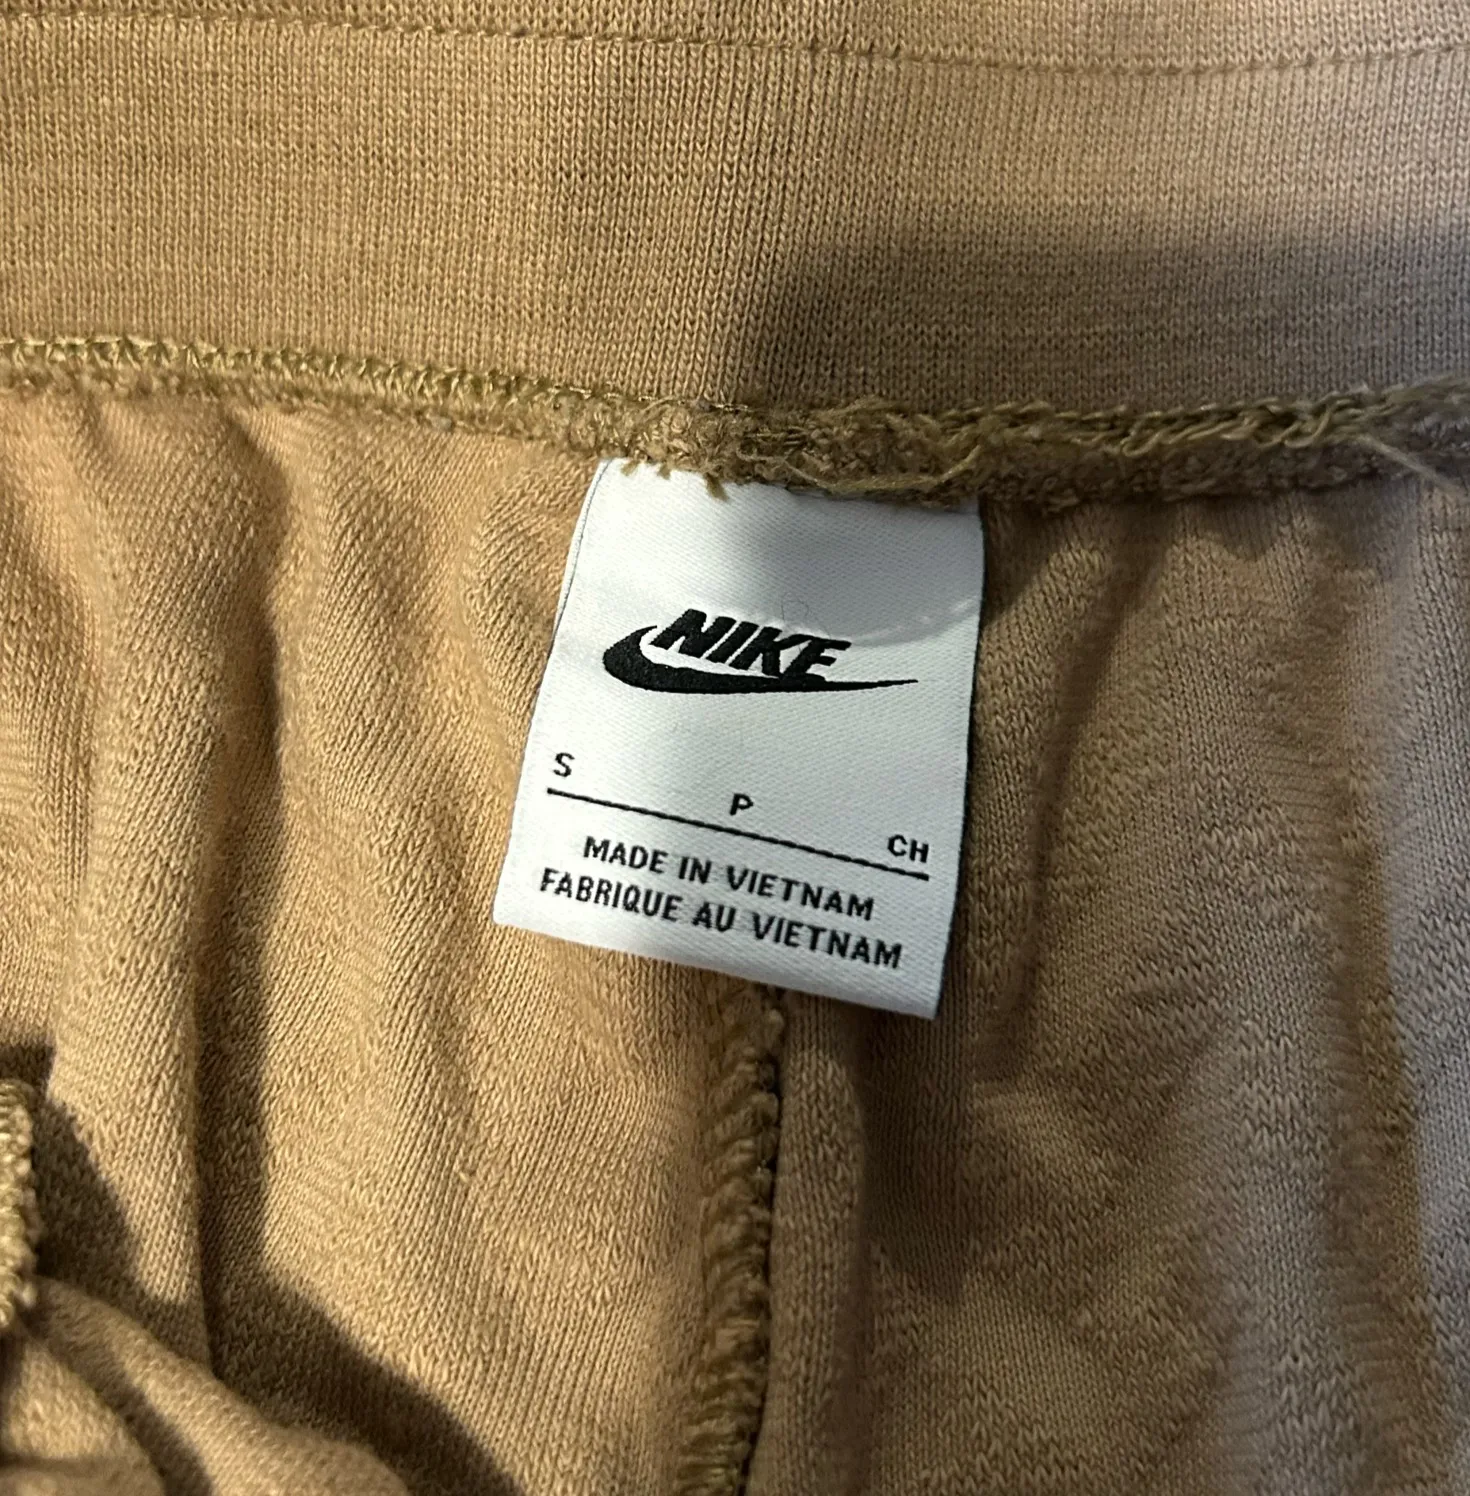 NIKE
S P CH
MADE IN VIETNAM
FABRIQUE AU VIETNAM